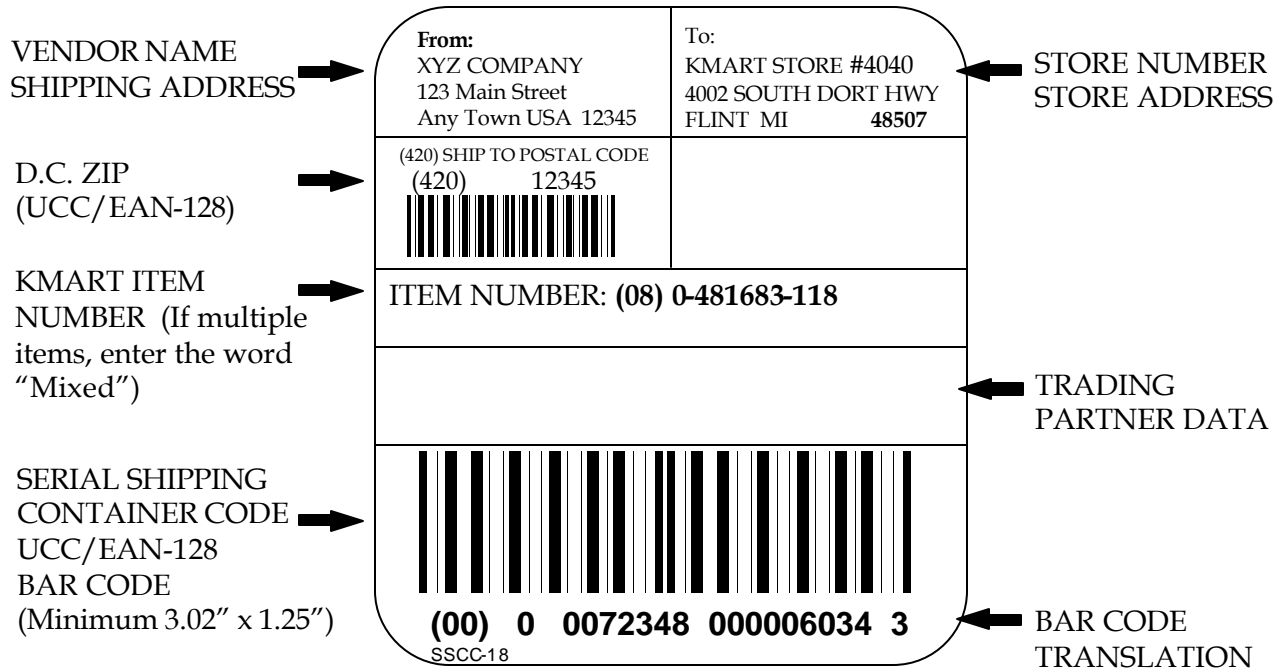 VENDOR NAME
SHIPPING ADDRESS
From:
XYZ COMPANY
123 Main Street
Any Town USA 12345
To:
KMART STORE #4040
4002 SOUTH DORT HWY
FLINT MI 48507
STORE NUMBER
STORE ADDRESS
D.C. ZIP
(UCC/EAN-128)
(420) SHIP TO POSTAL CODE
(420) 12345
KMART ITEM
NUMBER (If multiple
items, enter the word
“Mixed”)
ITEM NUMBER: (08) 0-481683-118
TRADING
PARTNER DATA
SERIAL SHIPPING
CONTAINER CODE
UCC/EAN-128
BAR CODE
(Minimum 3.02” x 1.25”)
(00) 0 0072348 000006034 3
SSCC-18
BAR CODE
TRANSLATION